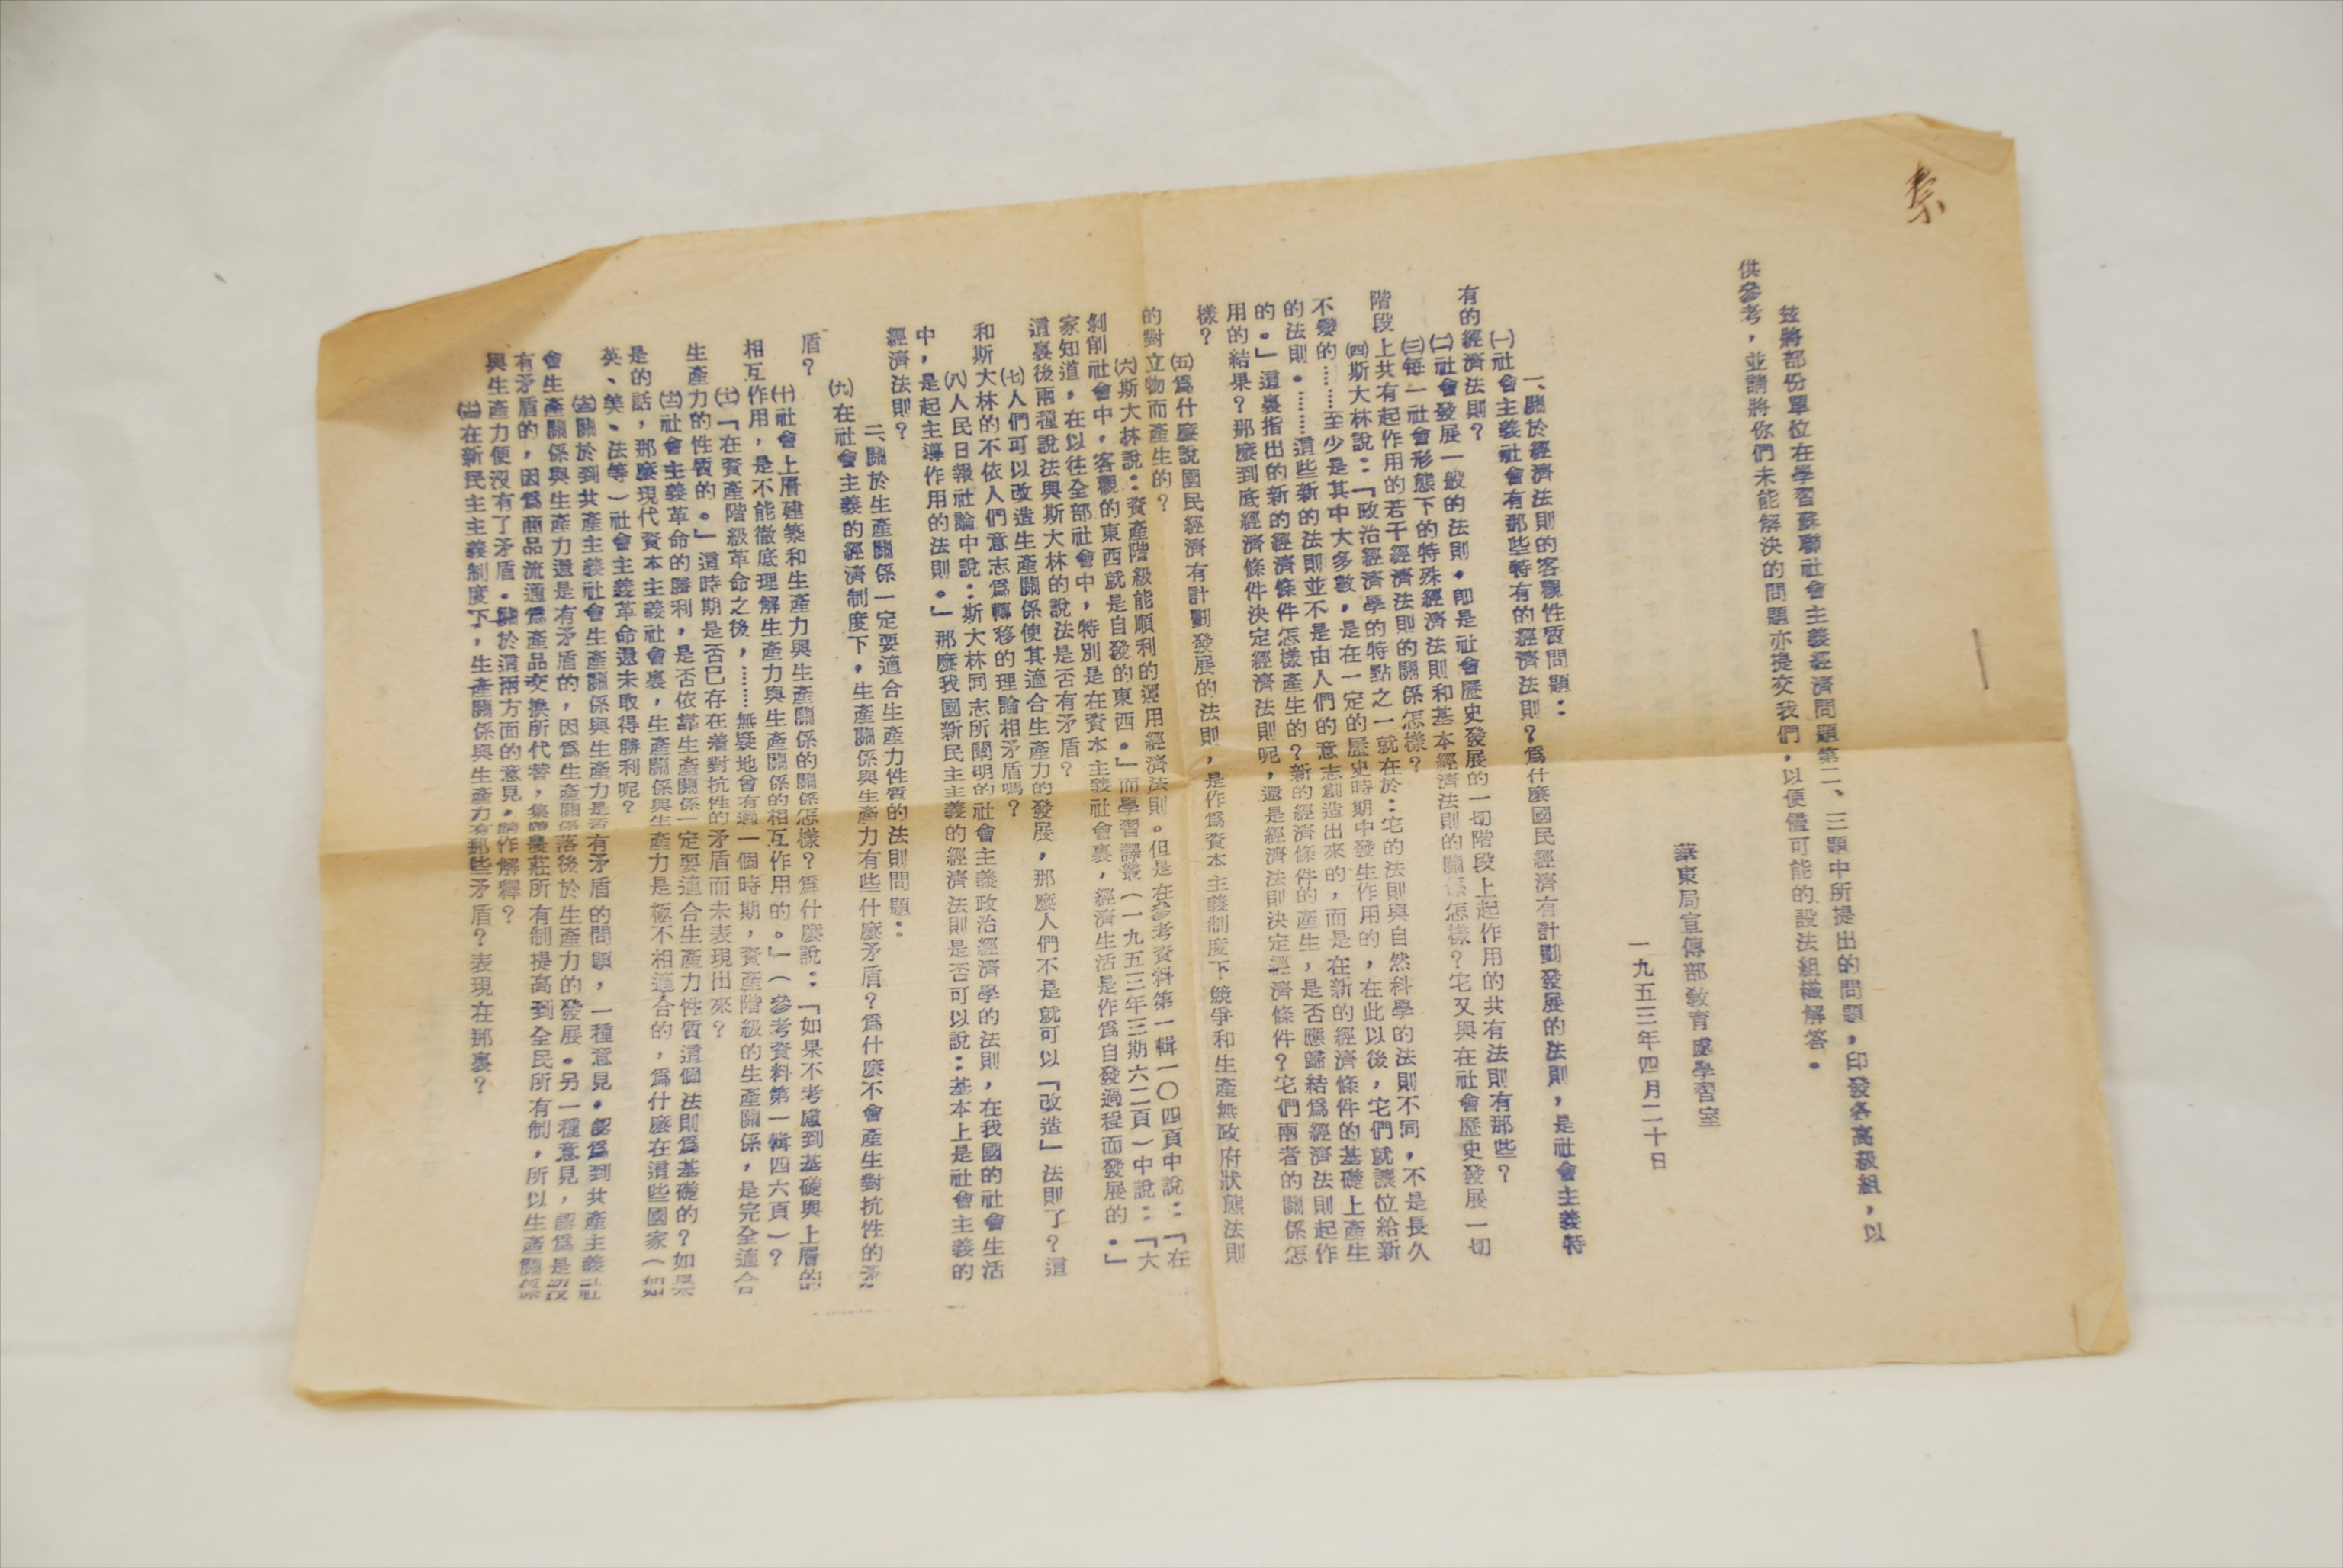 茲將部份單位在學習蘇聯社會主義經濟問題第二、三題中所提出的問題，印發各高級組，以
供參考，並請將你們未能解決的問題亦提交我們，以便儘可能的設法組織解答。
華東局宣傳部教育處學習室
一九五三年四月二十日
一、關於經濟法則的客觀性質問題：
㈠社會主義社會有那些特有的經濟法則？爲什麼國民經濟有計劃發展的法則，是社會主義特
有的經濟法則？
㈡社會發展一般的法則。即是社會歷史發展的一切階段上起作用的共有法則有那些？
㈢每一社會形態下的特殊經濟法則和基本經濟法則的關係怎樣？它又與在社會歷史發展一切
階段上共有起作用的若干經濟法則的關係怎樣？
㈣斯大林說：「政治經濟學的特點之一就在於：它的法則與自然科學的法則不同，不是長久
不變的……至少是其中大多數，是在一定的歷史時期中發生作用的，在此以後，它們就讓位給新
的法則。……這些新的法則並不是由人們的意志創造出來的，而是在新的經濟條件的基礎上產生
的。」這裏指出的新的經濟條件怎樣產生的？新的經濟條件的產生，是否應歸結爲經濟法則起作
用的結果？那麼到底經濟條件決定經濟法則呢，還是經濟法則決定經濟條件？它們兩者的關係怎
樣？
㈤爲什麼說國民經濟有計劃發展的法則，是作爲資本主義制度下競爭和生產無政府狀態法則
的對立物而產生的？
㈥斯大林說：資產階級能順利的運用經濟法則。但是在參考資料第一輯一〇四頁中說：「在
剝削社會中，客觀的東西就是自發的東西。」而學習譯叢（一九五三年三期六二頁）中說：「大
家知道，在以往全部社會中，特別是在資本主義社會裏，經濟生活是作爲自發過程而發展的。」
這裏後兩種說法與斯大林的說法是否有矛盾？
㈦人們可以改造生產關係使其適合生產力的發展，那麼人們不是就可以「改造」法則了？這
和斯大林的不依人們意志爲轉移的理論相矛盾嗎？
㈧人民日報社論中說：斯大林同志所闡明的社會主義政治經濟學的法則，在我國的社會生活
中，是起主導作用的法則。」那麼我國新民主主義的經濟法則是否可以說：基本上是社會主義的
經濟法則？
二、關於生產關係一定要適合生產力性質的法則問題：
㈨在社會主義的經濟制度下，生產關係與生產力有些什麼矛盾？爲什麼不會產生對抗性的矛
盾？
㈩社會上層建築和生產力與生產關係的關係怎樣？爲什麼說：「如果不考慮到基礎與上層的
相互作用，是不能徹底理解生產力與生產關係的相互作用的。」（參考資料第一輯四六頁）？
「在資產階級革命之後，……無疑地曾有過一個時期，資產階級的生產關係，是完全適合
生產力的性質的。」這時期是否已存在着對抗性的矛盾而未表現出來？
社會主義革命的勝利，是否依靠生產關係一定要適合生產力性質這個法則爲基礎的？如果不
是的話，那麼現代資本主義社會裏，生產關係與生產力是極不相適合的，爲什麼在這些國家（如
英、美、法等）社會主義革命還未取得勝利呢？
關於到共產主義社會生產關係與生產力是否有矛盾的問題，一種意見。認爲到共產主義社
會生產關係與生產力還是有矛盾的，因爲生產關係落後於生產力的發展。另一種意見，認爲是沒
有矛盾的，因爲商品流通爲產品交換所代替，集體農莊所有制提高到全民所有制，所以生產關係
與生產力便沒有了矛盾。關於這兩方面的意見，請作解釋？
在新民主主義制度下，生產關係與生產力有那些矛盾？表現在那裏？